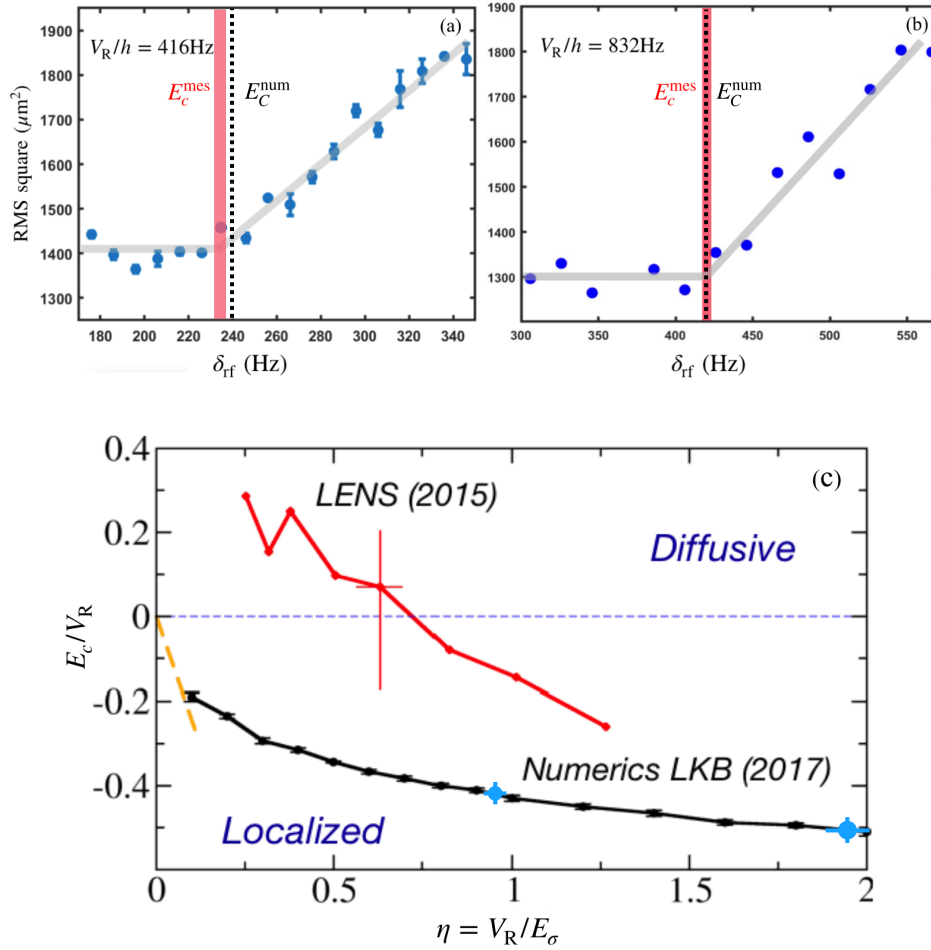 (a)
V_R/h = 416Hz
E_c^mes
E_C^num
RMS square (μm²)
1900
1800
1700
1600
1500
1400
1300
180 200 220 240 260 280 300 320 340
δ_rf (Hz)
(b)
V_R/h = 832Hz
E_c^mes
E_C^num
1900
1800
1700
1600
1500
1400
1300
1200
300 350 400 450 500 550
δ_rf (Hz)
(c)
LENS (2015)
Diffusive
E_c/V_R
0.4
0.2
0
-0.2
-0.4
Numerics LKB (2017)
Localized
0 0.5 1 1.5 2
η = V_R/E_σ